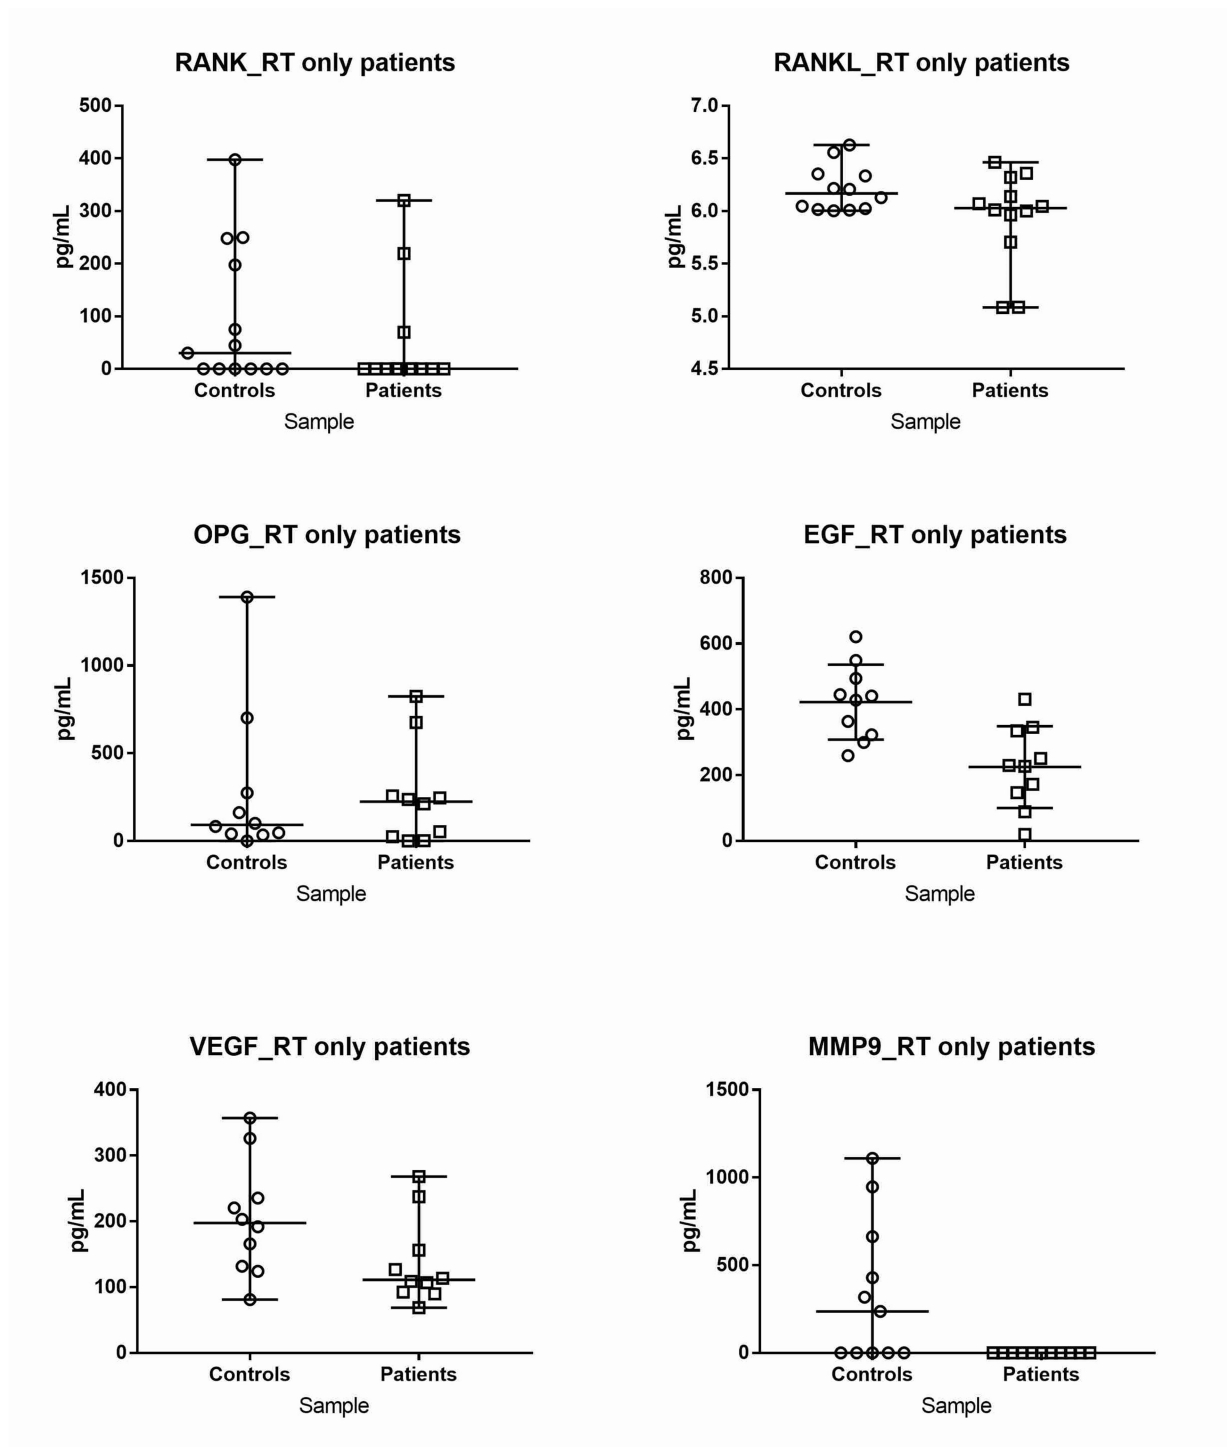 RANK_RT only patients
500
400
300
200
100
0
pg/mL
Controls
Patients
Sample
RANKL_RT only patients
7.0
6.5
6.0
5.5
5.0
4.5
pg/mL
Controls
Patients
Sample
OPG_RT only patients
1500
1000
500
0
pg/mL
Controls
Patients
Sample
EGF_RT only patients
800
600
400
200
0
pg/mL
Controls
Patients
Sample
VEGF_RT only patients
400
300
200
100
0
pg/mL
Controls
Patients
Sample
MMP9_RT only patients
1500
1000
500
0
pg/mL
Controls
Patients
Sample